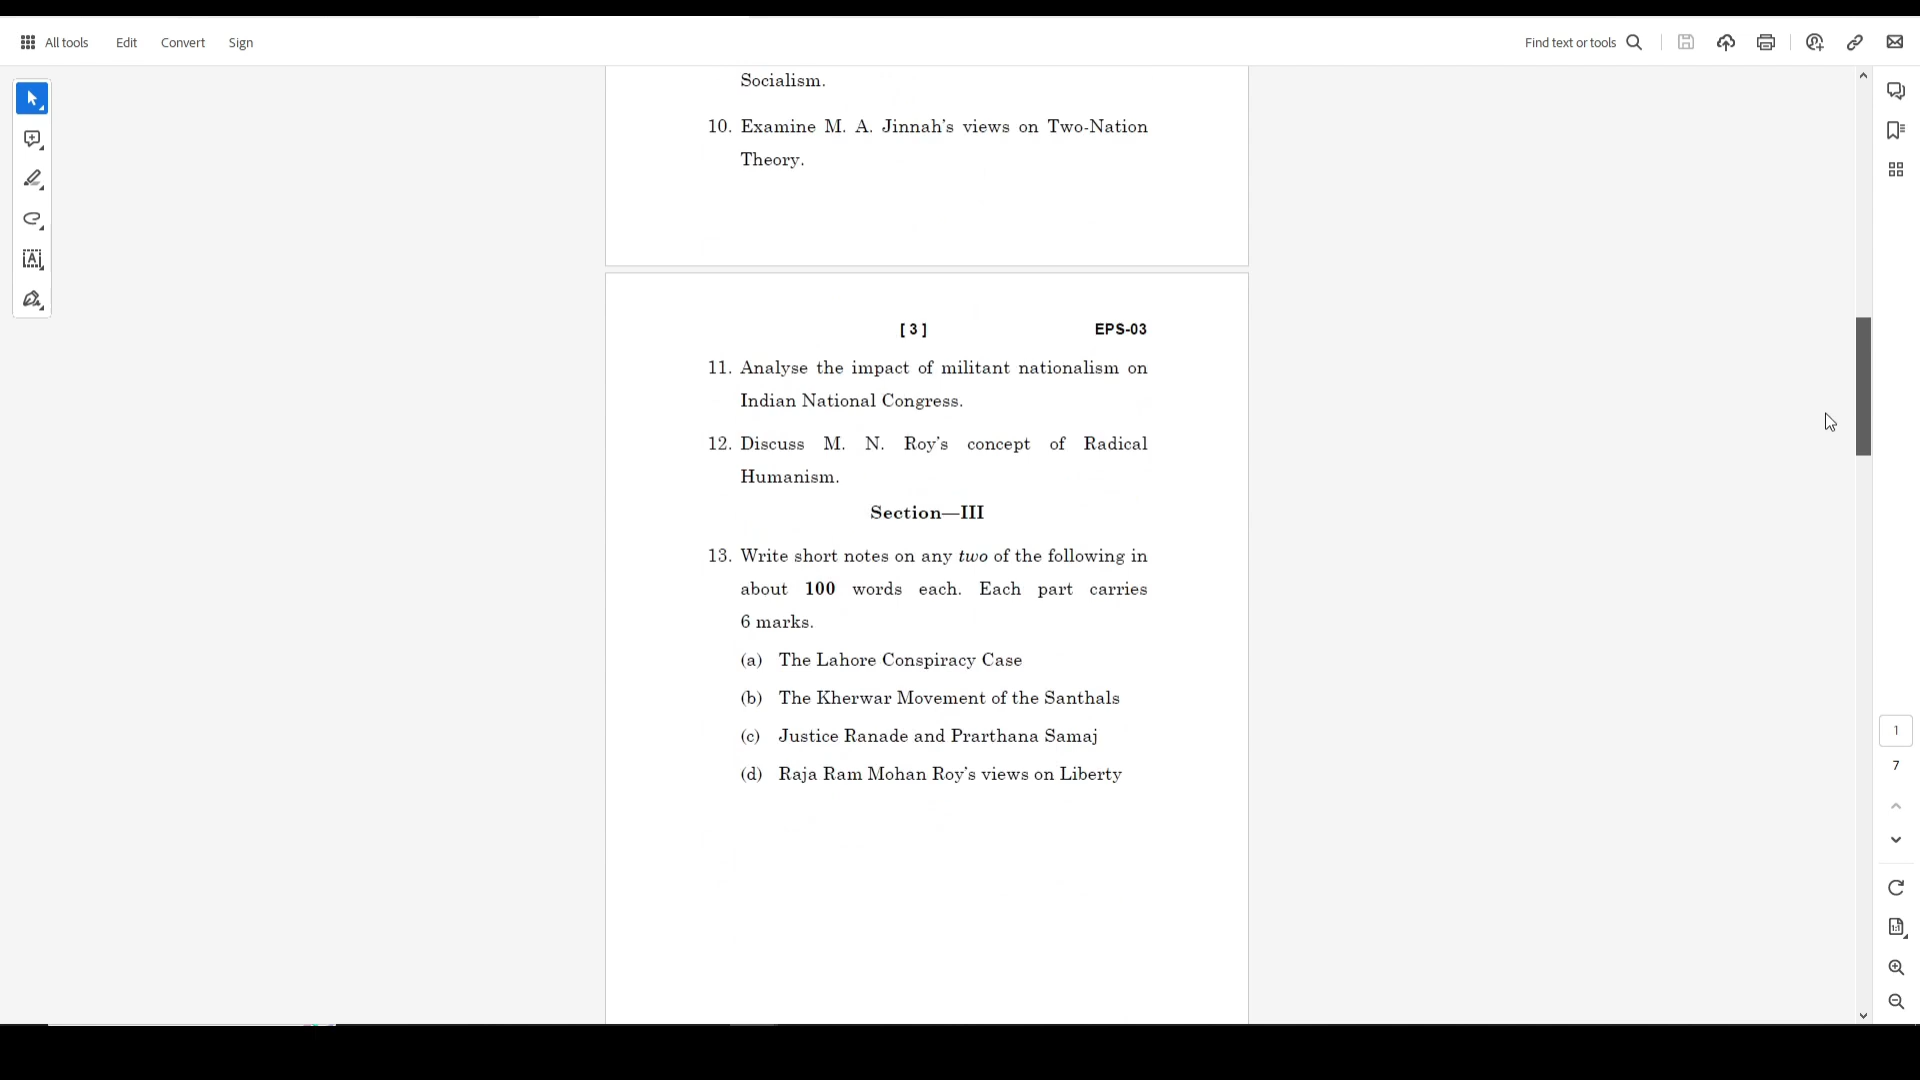 All tools Edit Convert Sign Find text or tools
Socialism.
10. Examine M. A. Jinnah's views on Two-Nation
Theory.
[ 3 ] EPS-03
11. Analyse the impact of militant nationalism on
Indian National Congress.
12. Discuss M. N. Roy's concept of Radical
Humanism.
Section—III
13. Write short notes on any two of the following in
about 100 words each. Each part carries
6 marks.
(a) The Lahore Conspiracy Case
(b) The Kherwar Movement of the Santhals
(c) Justice Ranade and Prarthana Samaj
(d) Raja Ram Mohan Roy's views on Liberty
1
7